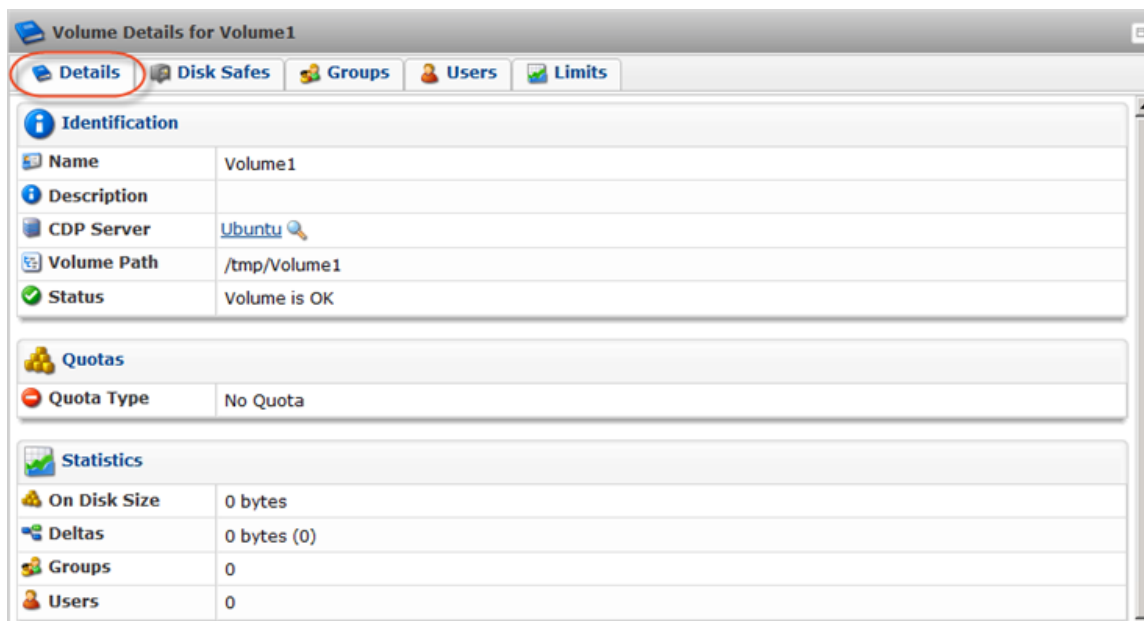 Volume Details for Volume1
Details Disk Safes Groups Users Limits
Identification
Name Volume1
Description
CDP Server Ubuntu
Volume Path /tmp/Volume1
Status Volume is OK
Quotas
Quota Type No Quota
Statistics
On Disk Size 0 bytes
Deltas 0 bytes (0)
Groups 0
Users 0